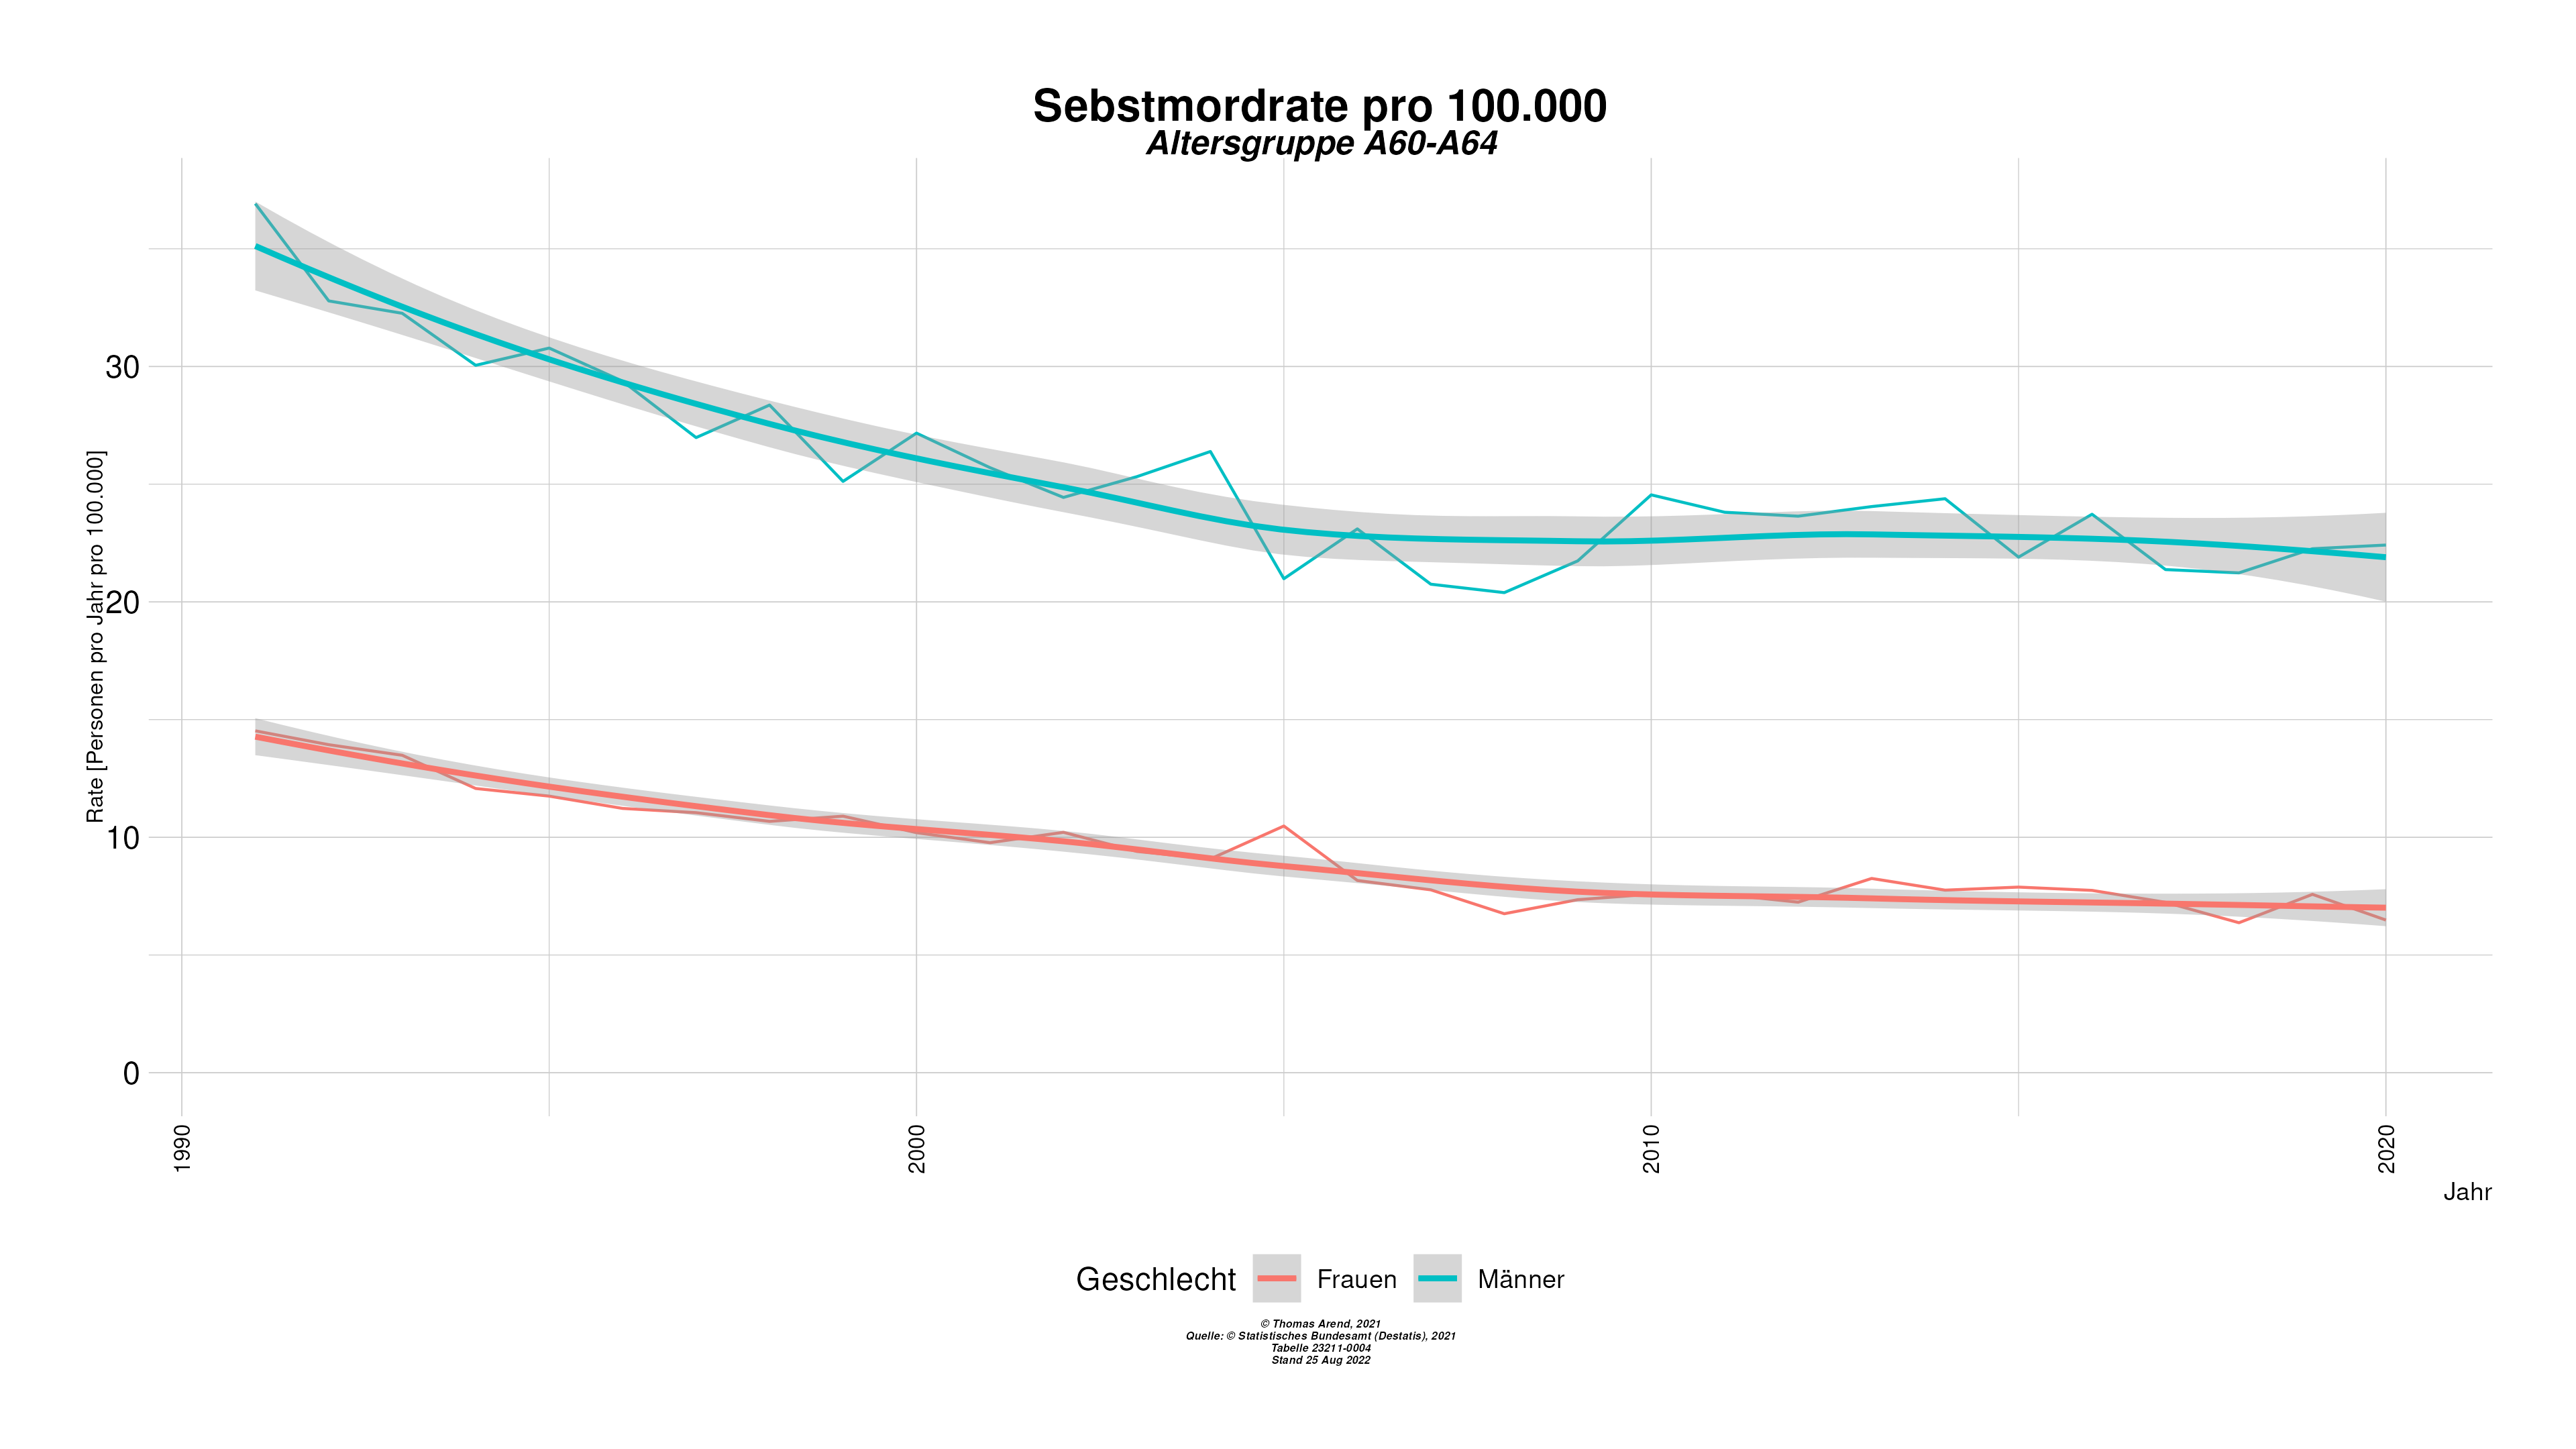 Sebstmordrate pro 100.000
Altersgruppe A60-A64
Rate [Personen pro Jahr pro 100.000]
30
20
10
0
1990
2000
2010
2020
Jahr
Geschlecht Frauen Männer
© Thomas Arend, 2021
Quelle: © Statistisches Bundesamt (Destatis), 2021
Tabelle 23211-0004
Stand 25 Aug 2022